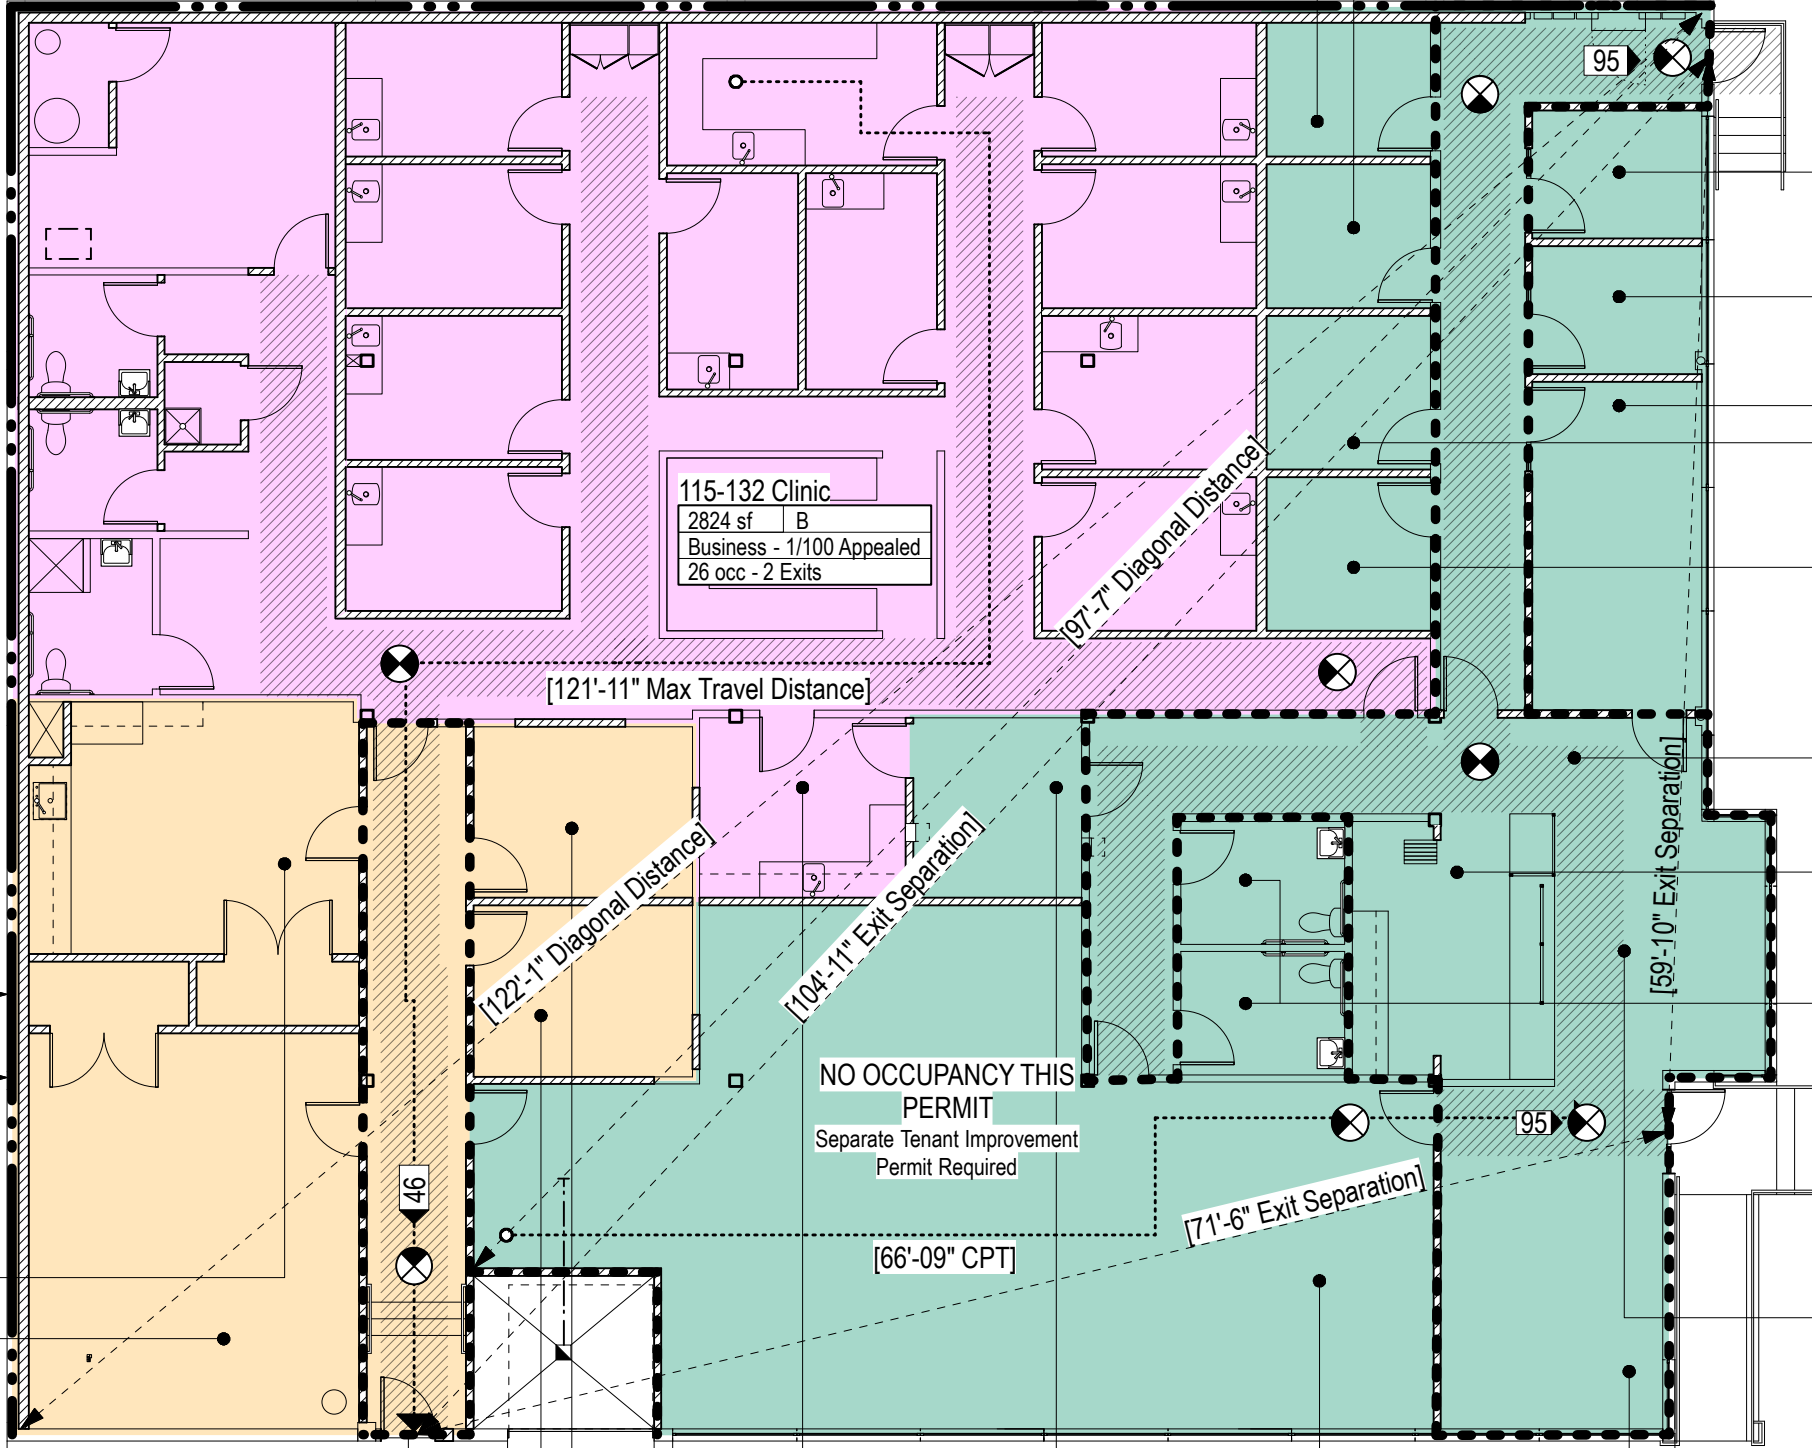 95
115-132 Clinic
2824 sf B
Business - 1/100 Appealed
26 occ - 2 Exits
[97'-7" Diagonal Distance]
[121'-11" Max Travel Distance]
[122'-1" Diagonal Distance]
[104'-11" Exit Separation]
[59'-10" Exit Separation]
NO OCCUPANCY THIS
PERMIT
Separate Tenant Improvement
Permit Required
95
46
[71'-6" Exit Separation]
[66'-09" CPT]